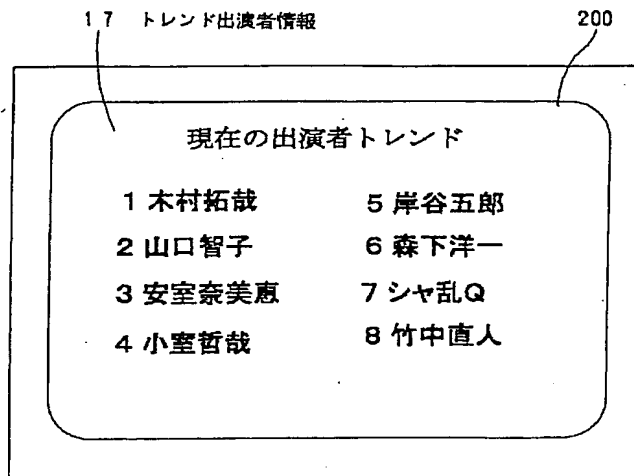 17 トレンド出演者情報
200
現在の出演者トレンド
1 木村拓哉
2 山口智子
3 安室奈美恵
4 小室哲哉
5 岸谷五郎
6 森下洋一
7 シャ乱Q
8 竹中直人